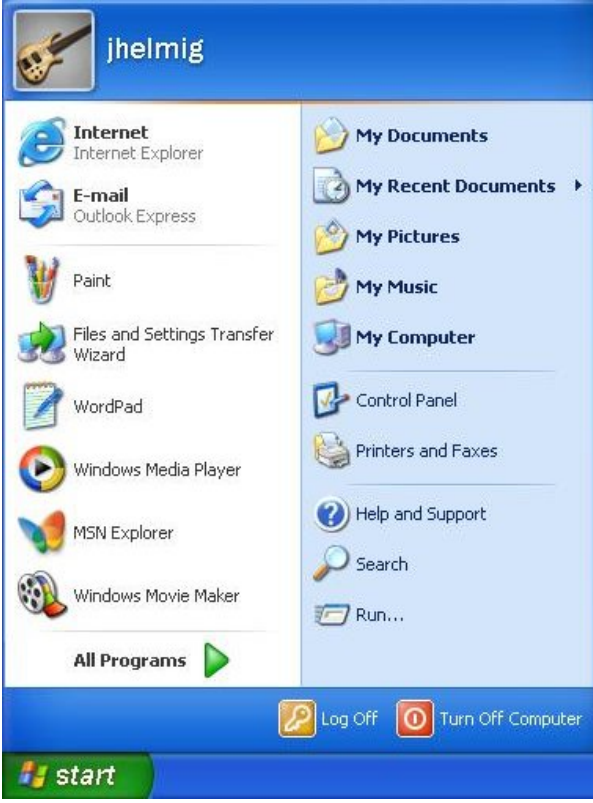 jhelmig
Internet
Internet Explorer
E-mail
Outlook Express
Paint
Files and Settings Transfer
Wizard
WordPad
Windows Media Player
MSN Explorer
Windows Movie Maker
All Programs
My Documents
My Recent Documents
My Pictures
My Music
My Computer
Control Panel
Printers and Faxes
Help and Support
Search
Run...
Log Off
Turn Off Computer
start